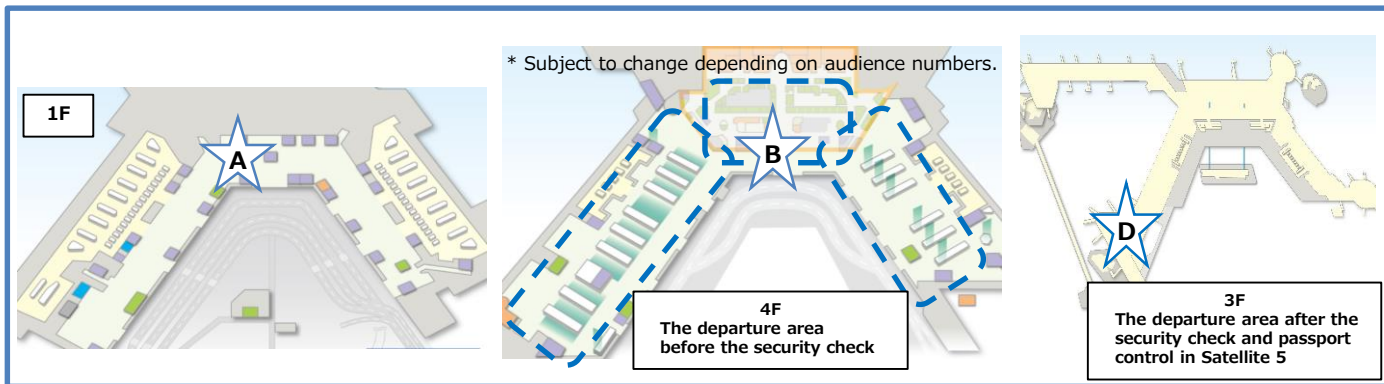 * Subject to change depending on audience numbers.
1F
A
B
4F
The departure area
before the security check
D
3F
The departure area after the
security check and passport
control in Satellite 5